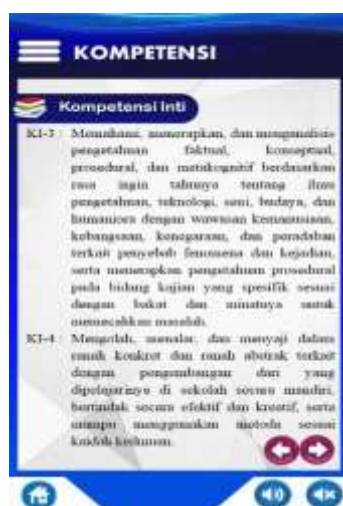 KOMPETENSI
Kompetensi Inti
KI-3 : Memahami, menerapkan, dan menganalisis
pengetahuan faktual, konseptual,
prosedural, dan metakognitif berdasarkan
rasa ingin tahunya tentang ilmu
pengetahuan, teknologi, seni, budaya, dan
humaniora dengan wawasan kemanusiaan,
kebangsaan, kenegaraan, dan peradaban
terkait penyebab fenomena dan kejadian,
serta menerapkan pengetahuan prosedural
pada bidang kajian yang spesifik sesuai
dengan bakat dan minatnya untuk
memecahkan masalah.
KI-4 : Mengolah, menalar, dan menyaji dalam
ranah konkret dan ranah abstrak terkait
dengan pengembangan dari yang
dipelajarinya di sekolah secara mandiri,
bertindak secara efektif dan kreatif, serta
mampu menggunakan metoda sesuai
kaidah keilmuan.